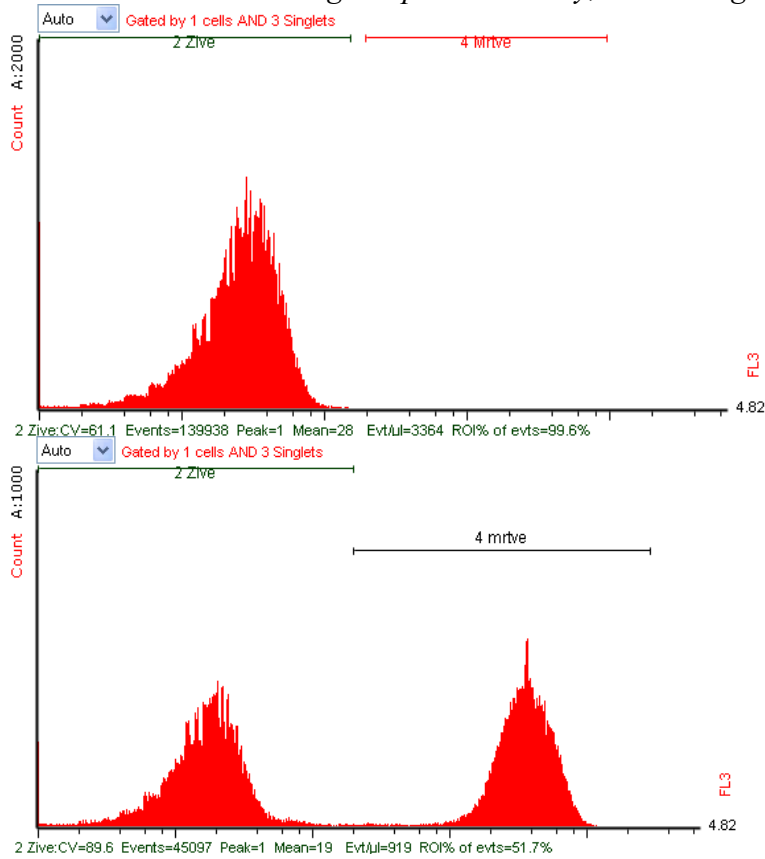 Auto Gated by 1 cells AND 3 Singlets
2 Zive 4 Mrtve
Count A:2000
FL3
4.82
2 Zive:CV=61.1 Events=139938 Peak=1 Mean=28 Evt/µl=3364 ROI% of evts=99.6%
Auto Gated by 1 cells AND 3 Singlets
2 Zive
4 mrtve
Count A:1000
FL3
4.82
2 Zive:CV=89.6 Events=45097 Peak=1 Mean=19 Evt/µl=919 ROI% of evts=51.7%